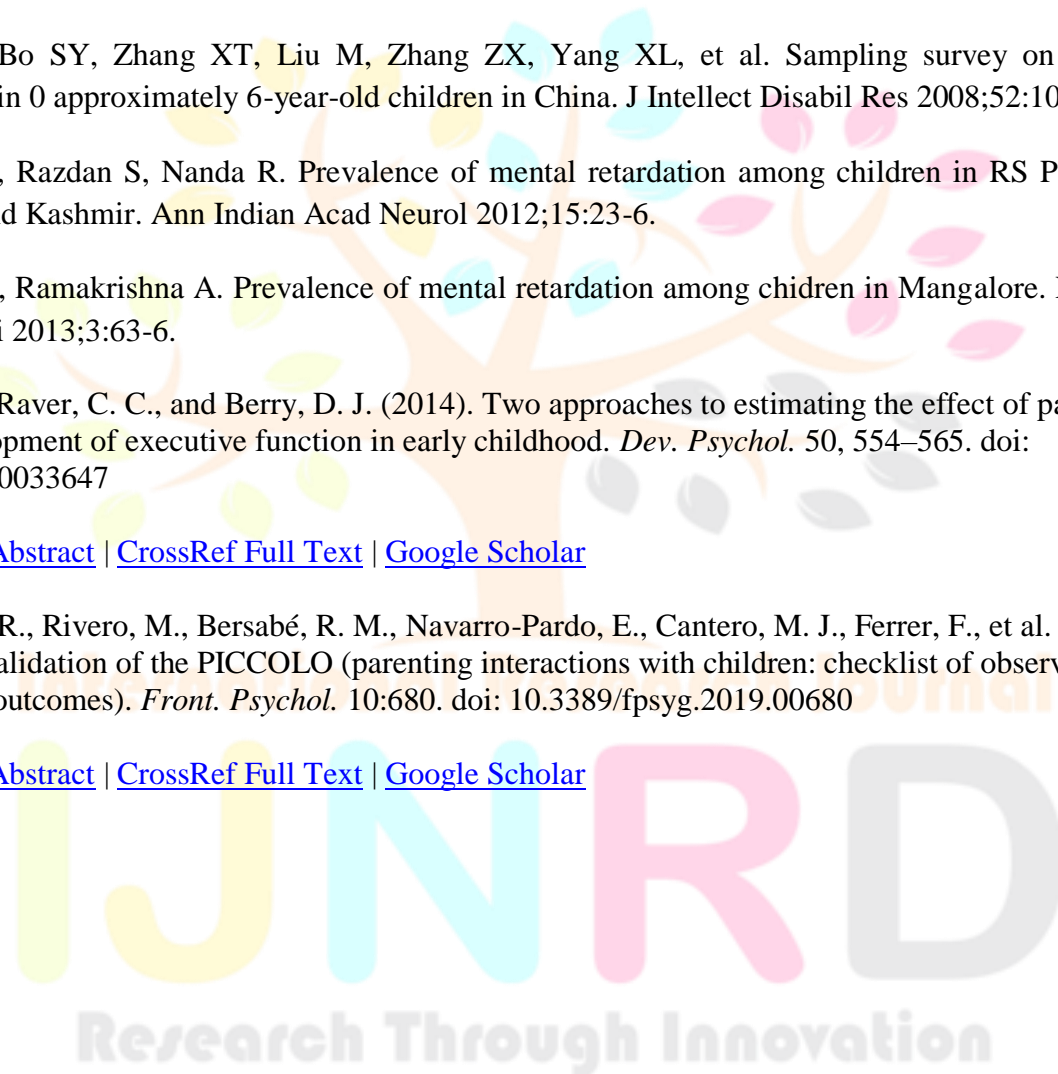 Bo SY, Zhang XT, Liu M, Zhang ZX, Yang XL, et al. Sampling survey on
in 0 approximately 6-year-old children in China. J Intellect Disabil Res 2008;52:10
, Razdan S, Nanda R. Prevalence of mental retardation among children in RS P
d Kashmir. Ann Indian Acad Neurol 2012;15:23-6.
, Ramakrishna A. Prevalence of mental retardation among chidren in Mangalore.
i 2013;3:63-6.
Raver, C. C., and Berry, D. J. (2014). Two approaches to estimating the effect of pa
opment of executive function in early childhood. Dev. Psychol. 50, 554–565. doi:
0033647
Abstract | CrossRef Full Text | Google Scholar
R., Rivero, M., Bersabé, R. M., Navarro-Pardo, E., Cantero, M. J., Ferrer, F., et al.
alidation of the PICCOLO (parenting interactions with children: checklist of observ
outcomes). Front. Psychol. 10:680. doi: 10.3389/fpsyg.2019.00680
International Research Journal
Abstract | CrossRef Full Text | Google Scholar
IJNRD
Research Through Innovation